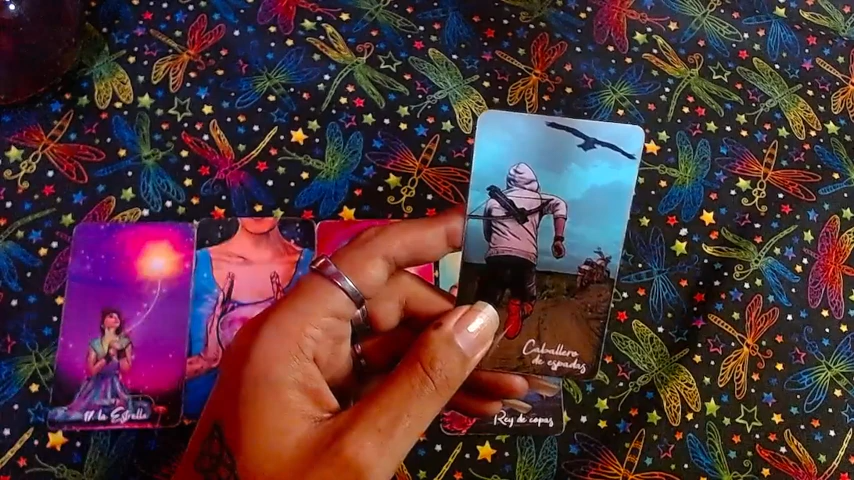 Caballero
de espadas
17. la Estrella
Rey de copas